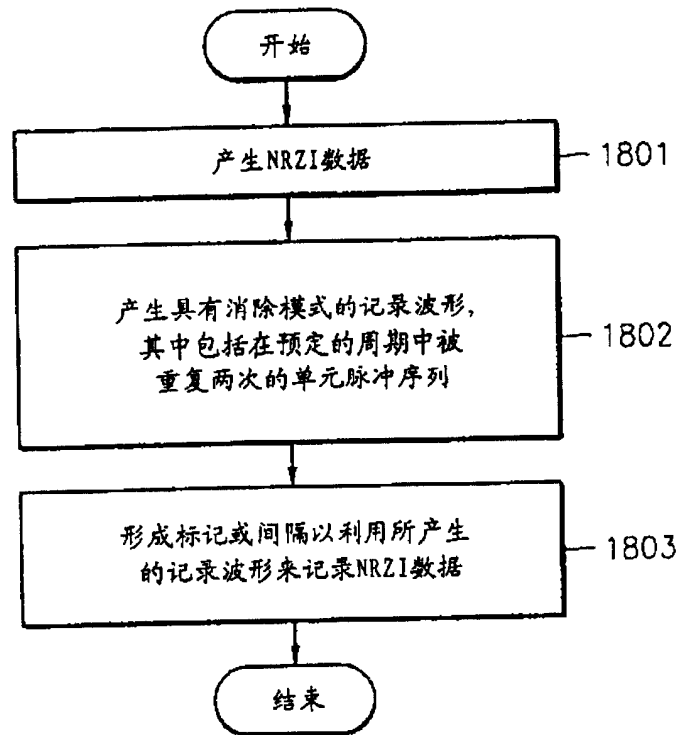 开始
产生NRZI数据
1801
产生具有消除模式的记录波形,
其中包括在预定的周期中被
重复两次的单元脉冲序列
1802
形成标记或间隔以利用所产生
的记录波形来记录NRZI数据
1803
结束